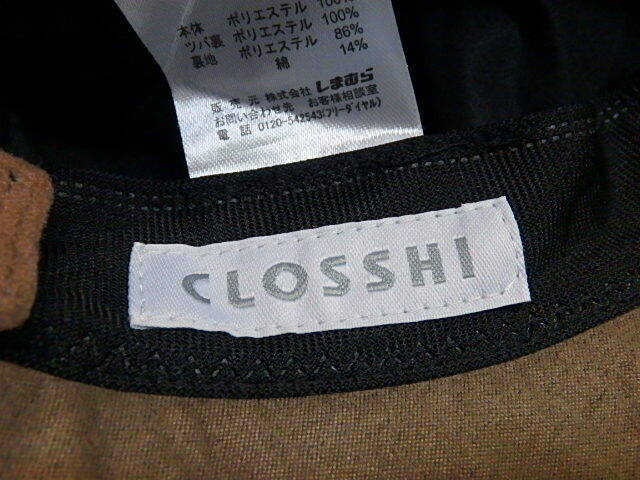 本体 ポリエステル 100%
ツバ裏 ポリエステル 100%
裏地 ポリエステル 86%
綿 14%
販売元 株式会社しまむら
お問い合わせ先 お客様相談室
電話 0120-542543(フリーダイヤル)
CLOSSHI